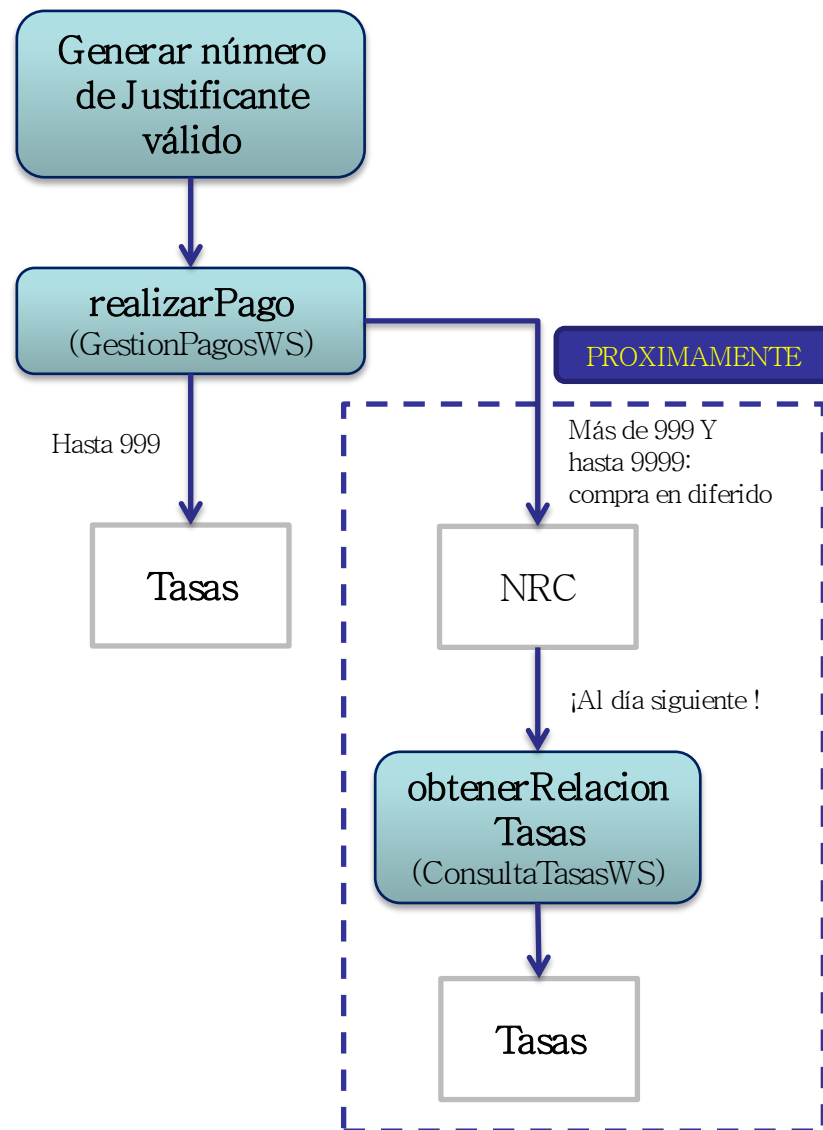 Generar número
de Justificante
válido
realizarPago
(GestionPagosWS)
PROXIMAMENTE
Hasta 999
Más de 999 Y
hasta 9999:
compra en diferido
Tasas
NRC
¡Al día siguiente !
obtenerRelacion
Tasas
(ConsultaTasasWS)
Tasas